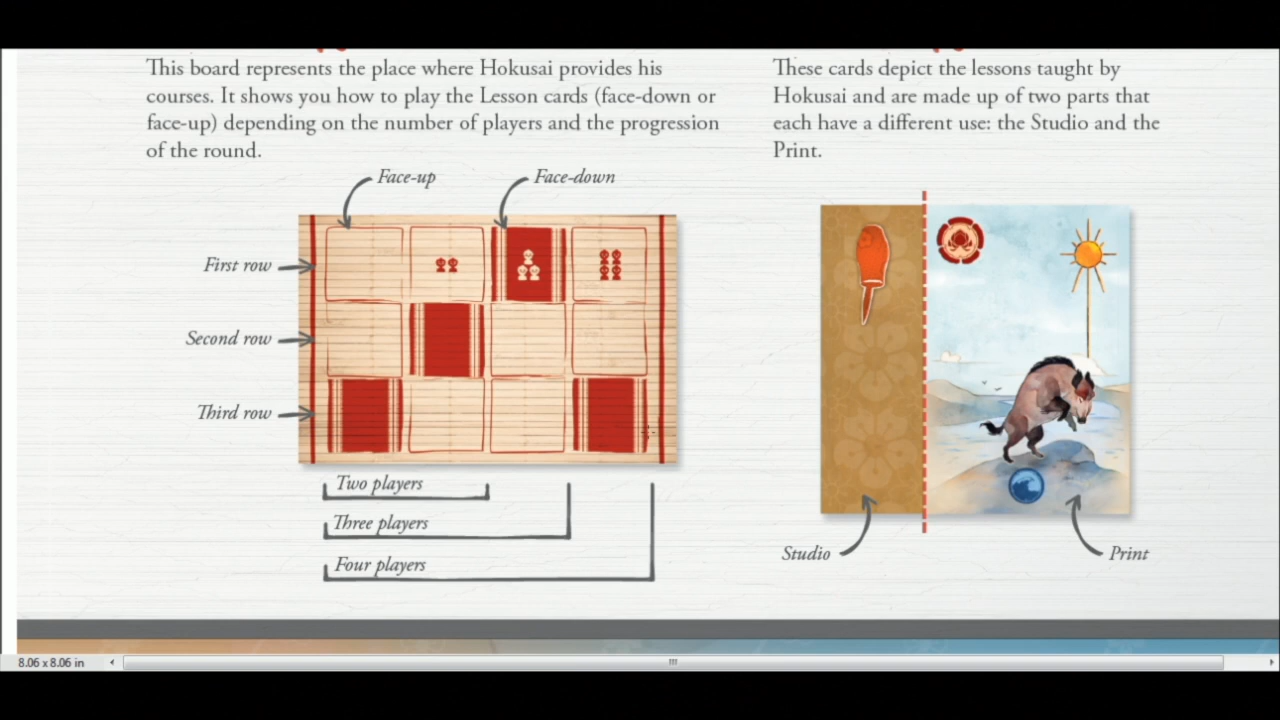 This board represents the place where Hokusai provides his
courses. It shows you how to play the Lesson cards (face-down or
face-up) depending on the number of players and the progression
of the round.
Face-up
Face-down
First row
Second row
Third row
Two players
Three players
Four players
These cards depict the lessons taught by
Hokusai and are made up of two parts that
each have a different use: the Studio and the
Print.
Studio
Print
8.06 x 8.06 in